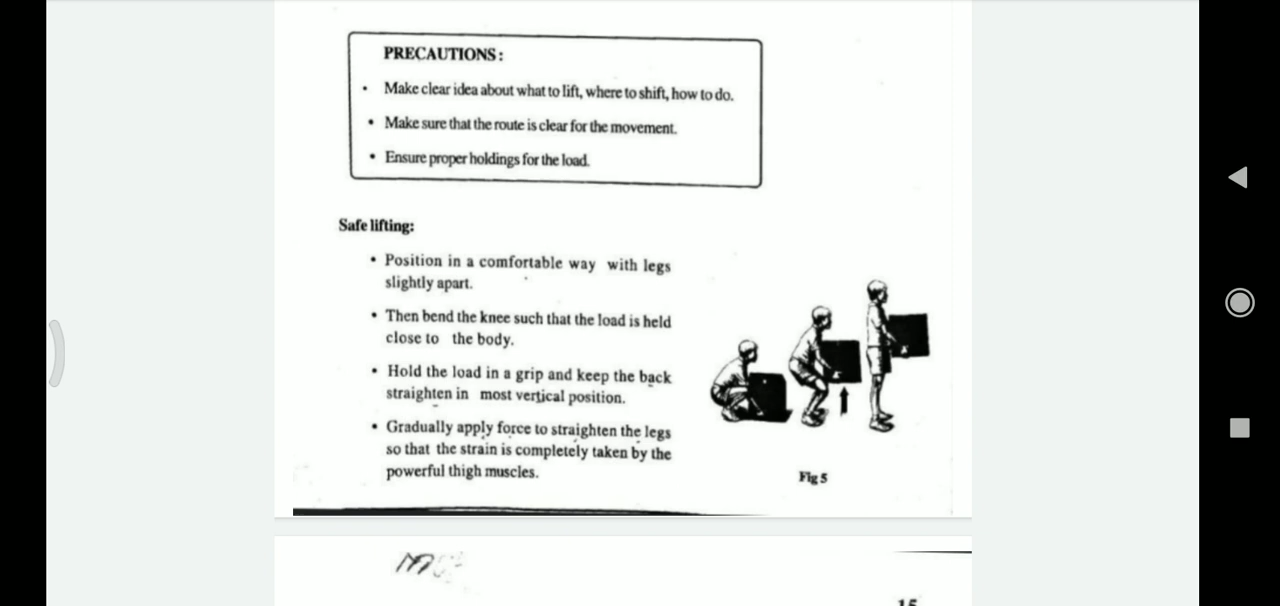 PRECAUTIONS:
• Make clear idea about what to lift, where to shift, how to do.
• Make sure that the route is clear for the movement.
• Ensure proper holdings for the load.
Safe lifting:
• Position in a comfortable way with legs
slightly apart.
• Then bend the knee such that the load is held
close to the body.
• Hold the load in a grip and keep the back
straighten in most vertical position.
• Gradually apply force to straighten the legs
so that the strain is completely taken by the
powerful thigh muscles.
Fig 5
15